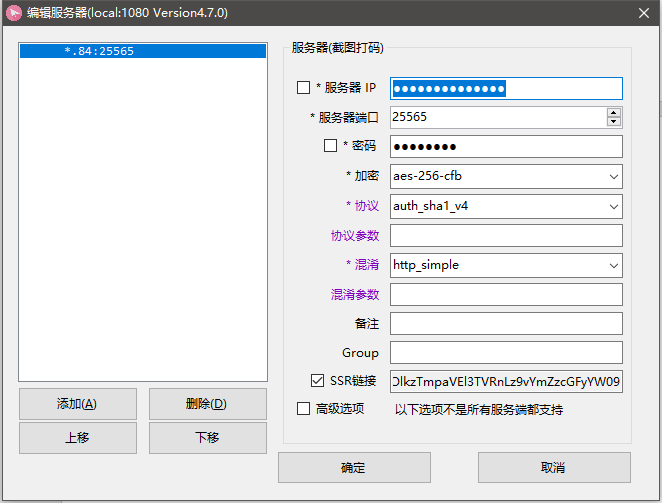 编辑服务器(local:1080 Version4.7.0)
*.84:25565
服务器(截图打码)
* 服务器 IP
●●●●●●●●●●●●●●
* 服务器端口
25565
* 密码
●●●●●●●●
* 加密
aes-256-cfb
* 协议
auth_sha1_v4
协议参数
* 混淆
http_simple
混淆参数
备注
Group
SSR链接
OlkzTmpaVEl3TVRnLz9vYmZzcGFyYW09
高级选项 以下选项不是所有服务端都支持
添加(A) 删除(D)
上移 下移
确定 取消